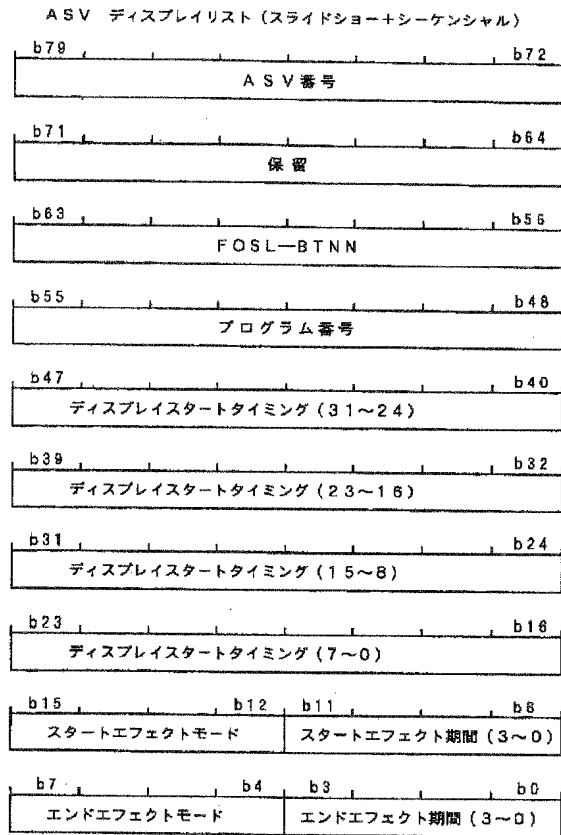 ASV ディスプレイリスト（スライドショー＋シーケンシャル）
b79 b72
ASV番号
b71 b64
保留
b63 b56
FOSL―BTNN
b55 b48
プログラム番号
b47 b40
ディスプレイスタートタイミング（31～24）
b39 b32
ディスプレイスタートタイミング（23～16）
b31 b24
ディスプレイスタートタイミング（15～8）
b23 b16
ディスプレイスタートタイミング（7～0）
b15 b12 b11 b8
スタートエフェクトモード スタートエフェクト期間（3～0）
b7 b4 b3 b0
エンドエフェクトモード エンドエフェクト期間（3～0）